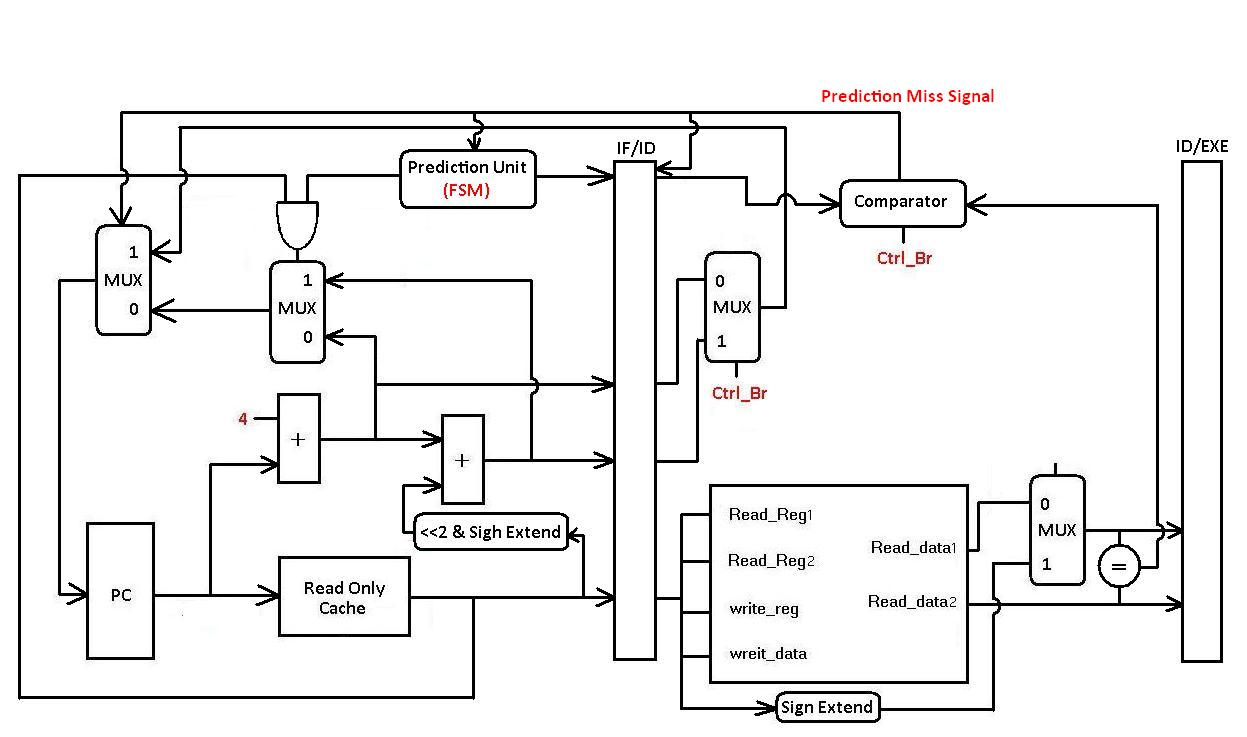 Prediction Miss Signal
IF/ID
ID/EXE
Prediction Unit
(FSM)
Comparator
Ctrl_Br
1
MUX
0
1
MUX
0
0
MUX
1
Ctrl_Br
4
+
+
<<2 & Sigh Extend
PC
Read Only
Cache
Read_Reg1
Read_Reg2
write_reg
wreit_data
Read_data1
Read_data2
0
MUX
1
=
Sign Extend